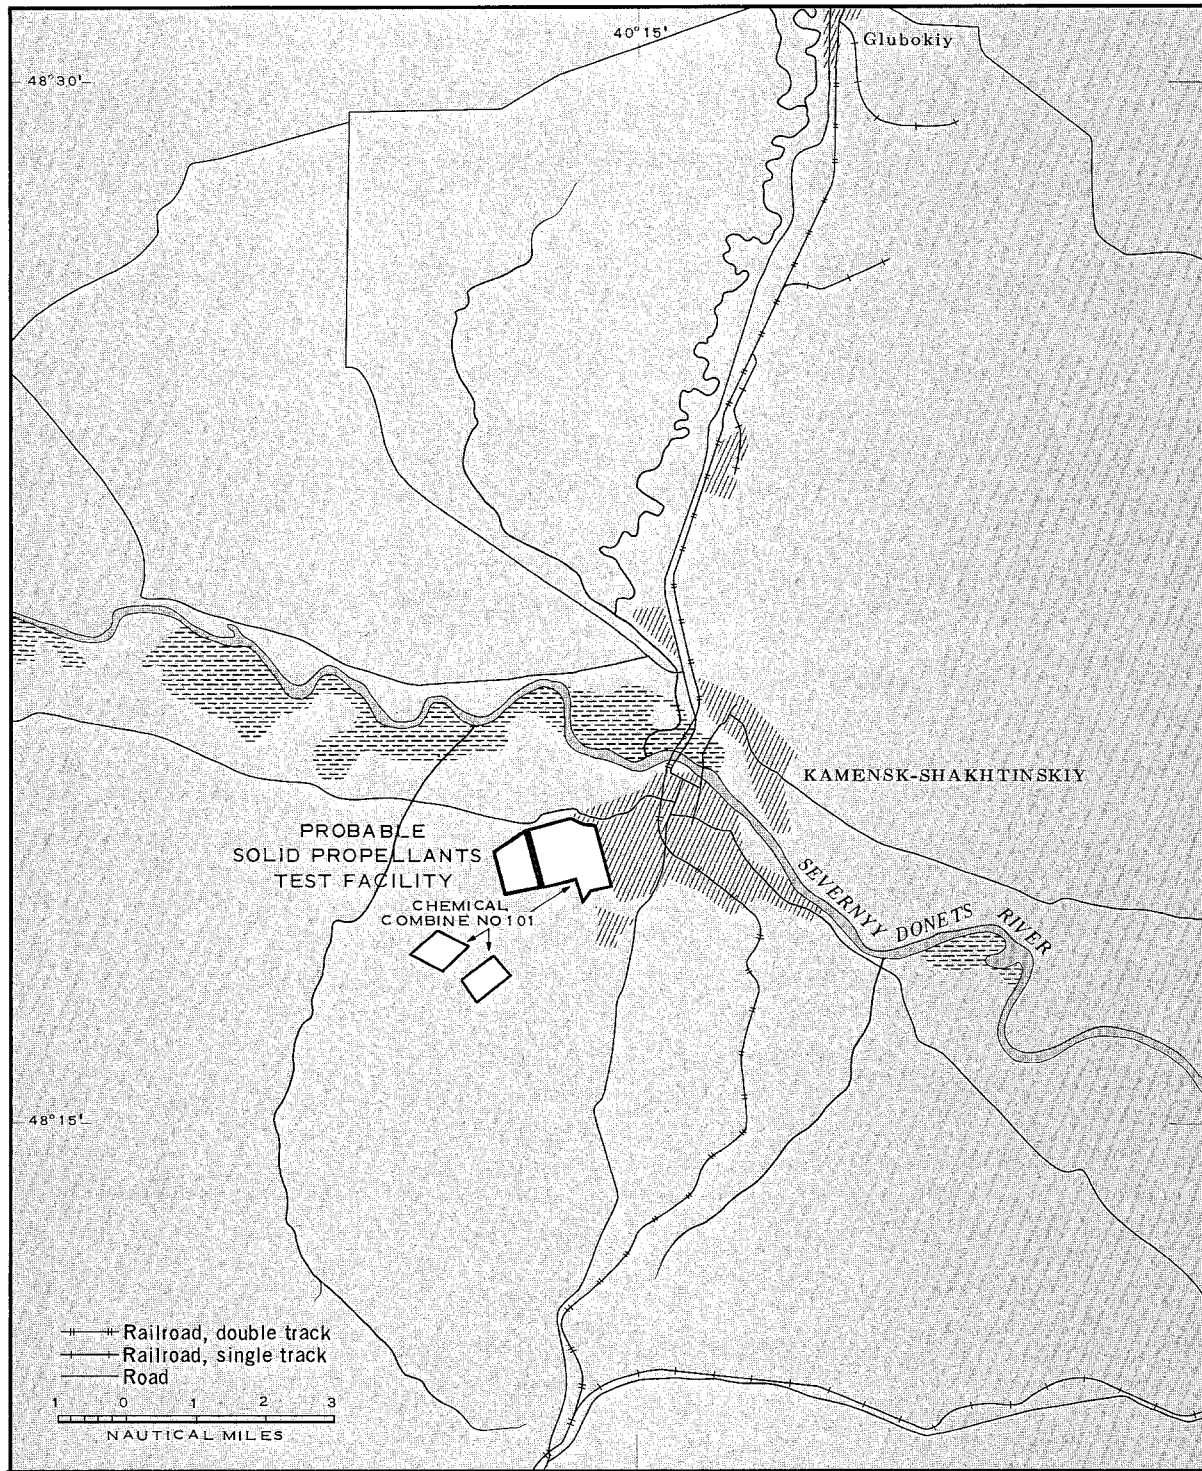 40°15'
Glubokiy
48°30'
KAMENSK-SHAKHTINSKIY
PROBABLE
SOLID PROPELLANTS
TEST FACILITY
CHEMICAL
COMBINE NO 101
SEVERNYY DONETS RIVER
48°15'
Railroad, double track
Railroad, single track
Road
1 0 1 2 3
NAUTICAL MILES